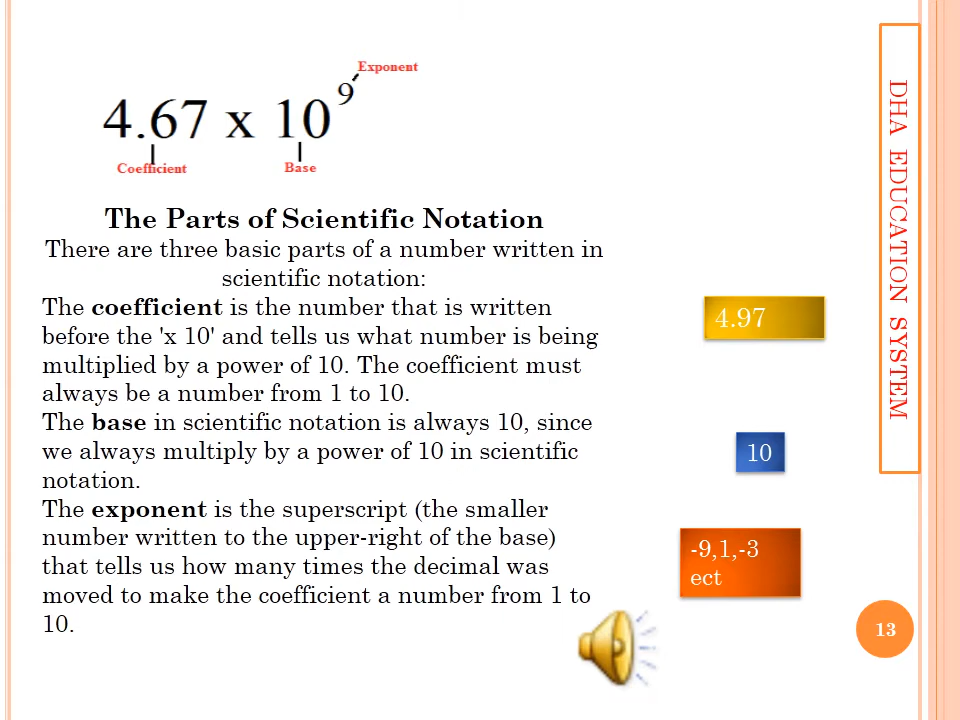 Exponent
4.67 x 10 9
Coefficient
Base
The Parts of Scientific Notation
There are three basic parts of a number written in
scientific notation:
The coefficient is the number that is written
before the 'x 10' and tells us what number is being
multiplied by a power of 10. The coefficient must
always be a number from 1 to 10.
The base in scientific notation is always 10, since
we always multiply by a power of 10 in scientific
notation.
The exponent is the superscript (the smaller
number written to the upper-right of the base)
that tells us how many times the decimal was
moved to make the coefficient a number from 1 to
10.
4.97
10
-9,1,-3
ect
DHA EDUCATION SYSTEM
13